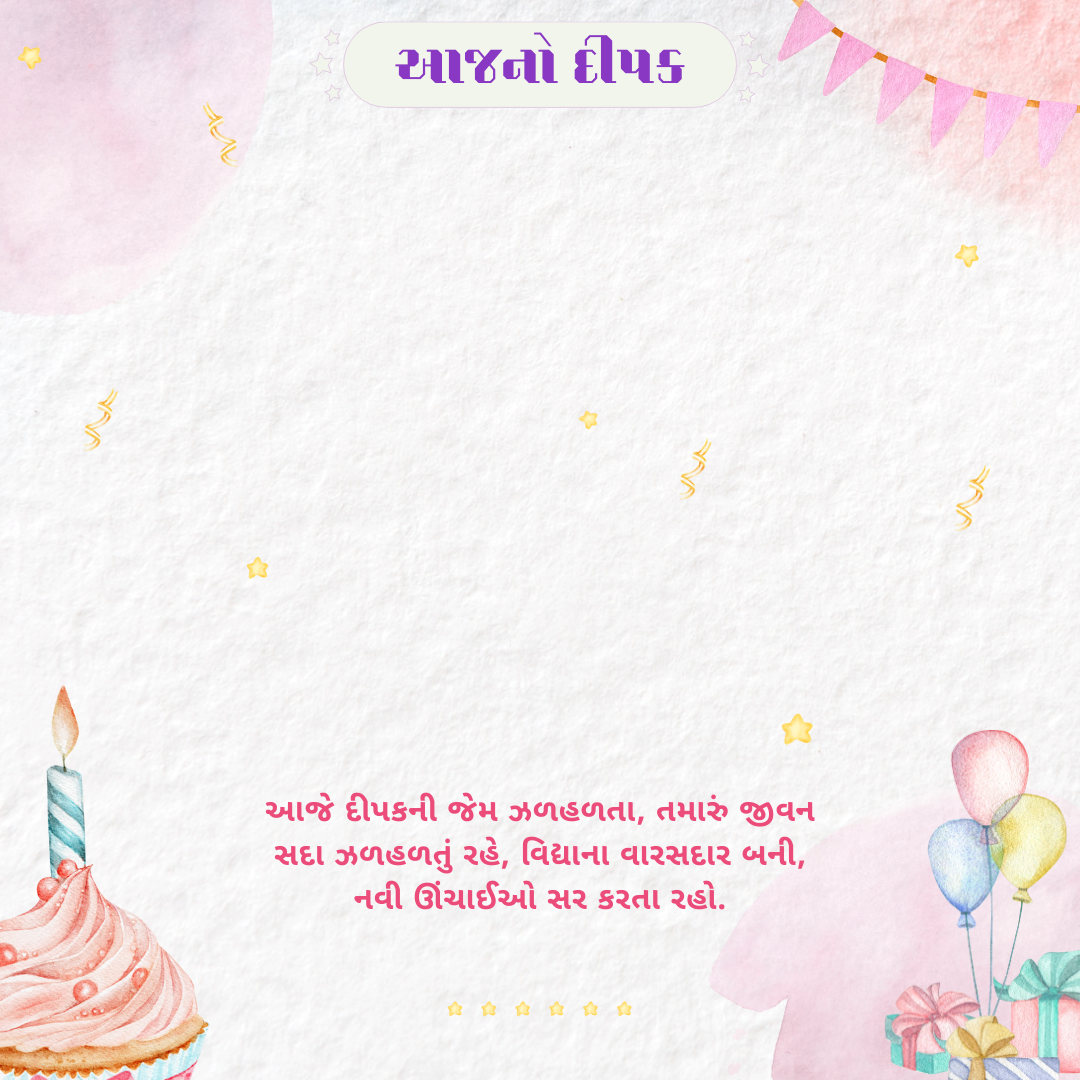 આજનો દીપક
આજે દીપકની જેમ ઝળહળતા, તમારું જીવન
સદા ઝળહળતું રહે, વિદ્યાના વારસદાર બની,
નવી ઊંચાઈઓ સર કરતા રહો.